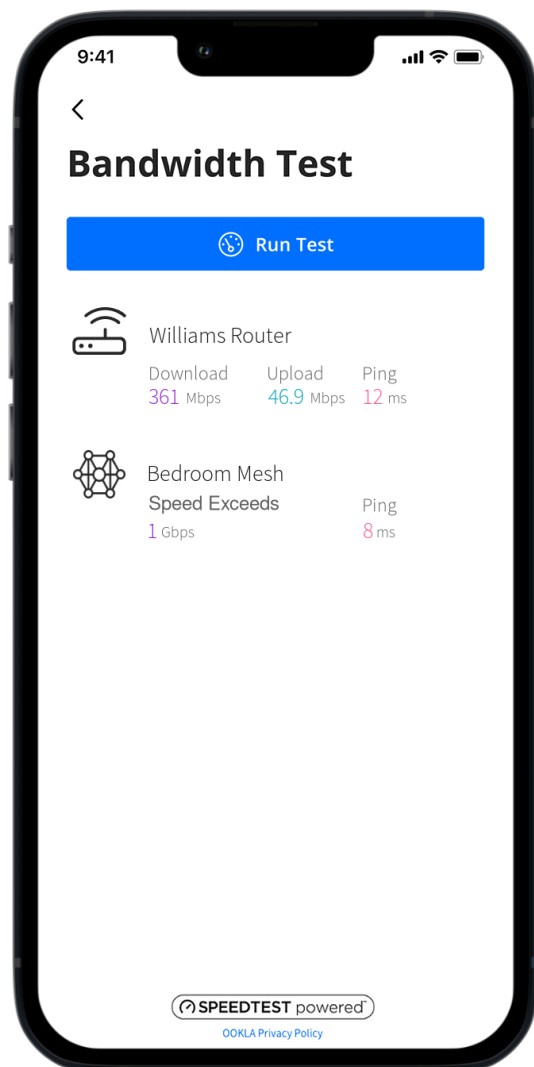 9:41
Bandwidth Test
Run Test
Williams Router
Download Upload Ping
361 Mbps 46.9 Mbps 12 ms
Bedroom Mesh
Speed Exceeds Ping
1 Gbps 8 ms
SPEEDTEST powered™
OOKLA Privacy Policy